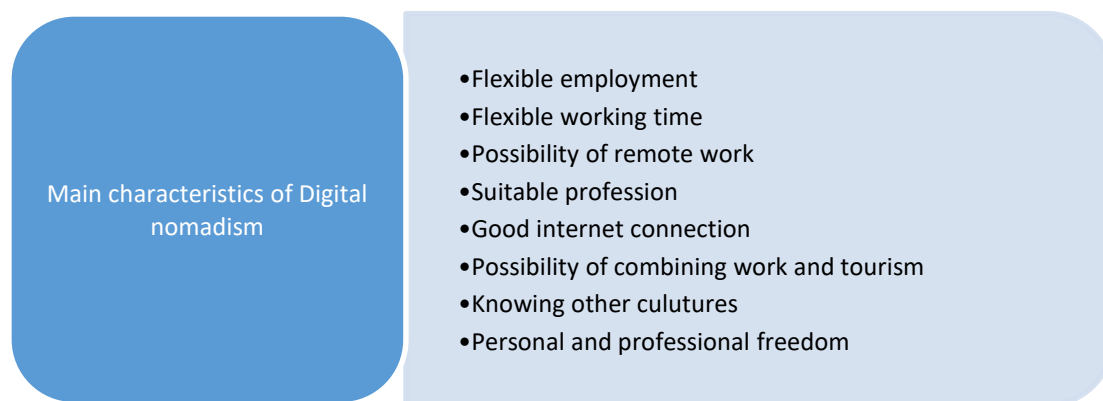 Main characteristics of Digital
nomadism
•Flexible employment
•Flexible working time
•Possibility of remote work
•Suitable profession
•Good internet connection
•Possibility of combining work and tourism
•Knowing other culutures
•Personal and professional freedom